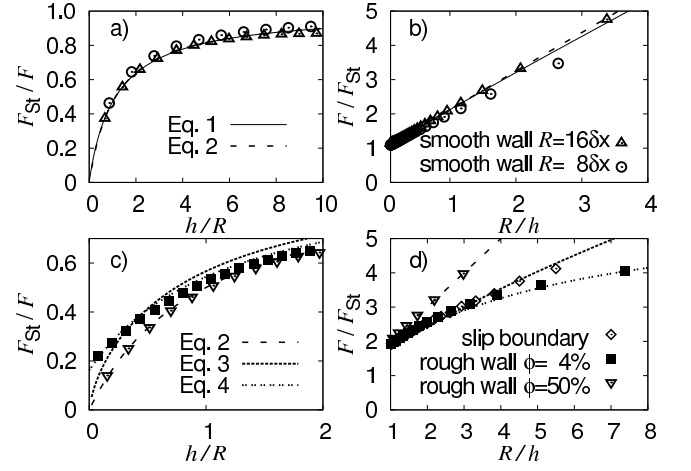 a)
F_St / F
1.0
0.8
0.6
0.4
0.2
0
Eq. 1
Eq. 2
0 2 4 6 8 10
h/R
b)
F / F_St
5
4
3
2
1
0
smooth wall R=16δx
smooth wall R= 8δx
0 1 2 3 4
R/h
c)
F_St / F
0.6
0.4
0.2
0
Eq. 2
Eq. 3
Eq. 4
0 1 2
h/R
d)
F / F_St
5
4
3
2
1
0
slip boundary
rough wall ϕ= 4%
rough wall ϕ=50%
1 2 3 4 5 6 7 8
R/h